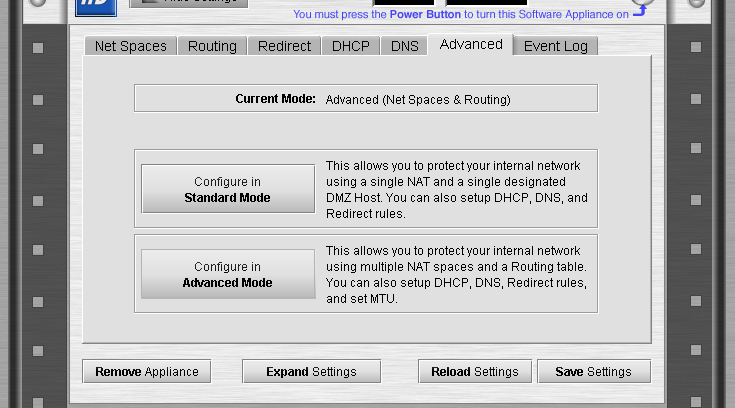 You must press the Power Button to turn this Software Appliance on
Net Spaces
Routing
Redirect
DHCP
DNS
Advanced
Event Log
Current Mode: Advanced (Net Spaces & Routing)
Configure in
Standard Mode
This allows you to protect your internal network
using a single NAT and a single designated
DMZ Host. You can also setup DHCP, DNS, and
Redirect rules.
Configure in
Advanced Mode
This allows you to protect your internal network
using multiple NAT spaces and a Routing table.
You can also setup DHCP, DNS, Redirect rules,
and set MTU.
Remove Appliance
Expand Settings
Reload Settings
Save Settings